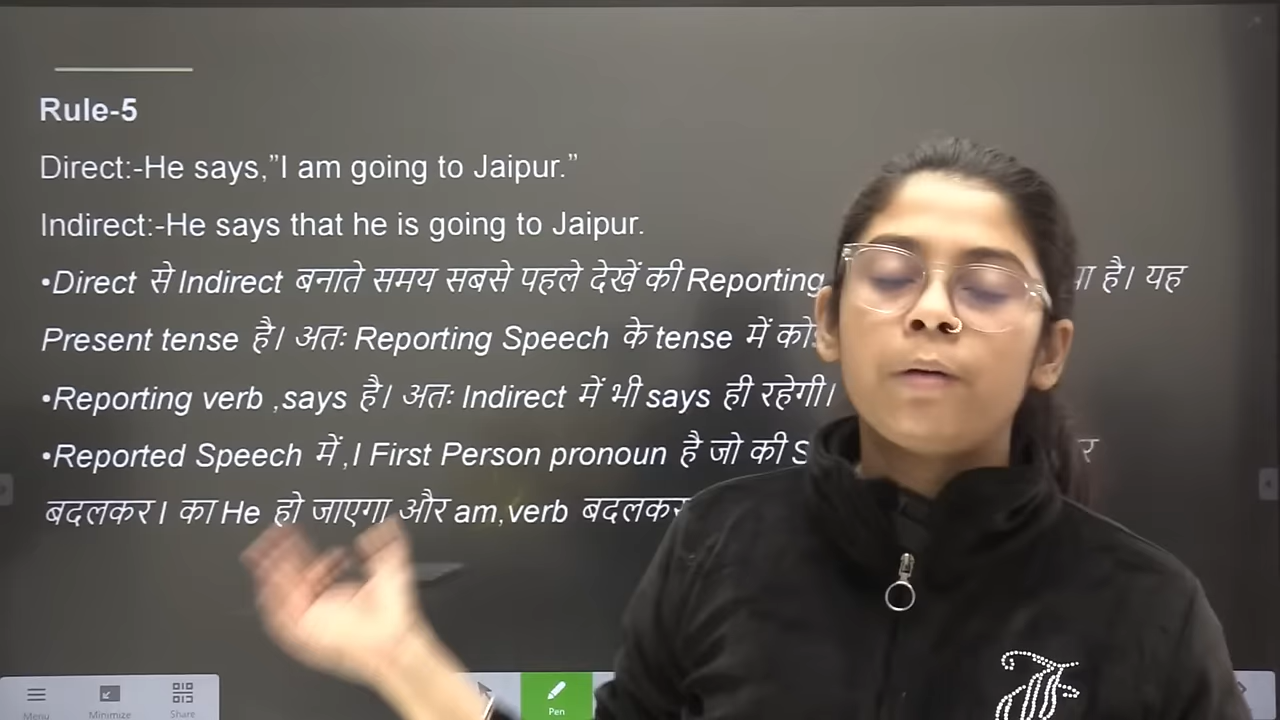 Rule-5
Direct:-He says,”I am going to Jaipur.”
Indirect:-He says that he is going to Jaipur.
•Direct से Indirect बनाते समय सबसे पहले देखें की Reporting है। यह
Present tense है। अतः Reporting Speech के tense में
•Reporting verb ,says है। अतः Indirect में भी says ही रहेगी।
•Reported Speech में ,I First Person pronoun है जो की
बदलकर I का He हो जाएगा और am,verb बदलकर
Menu
Minimize
Share
Pen